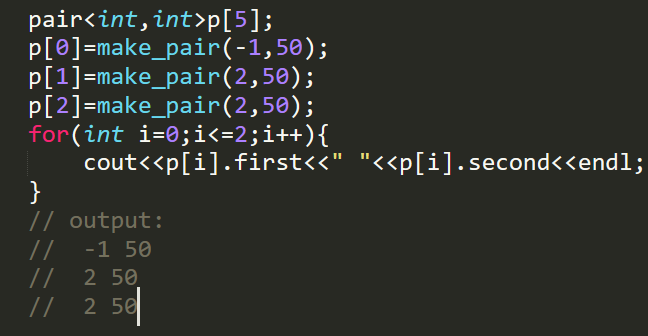 pair<int,int>p[5];
p[0]=make_pair(-1,50);
p[1]=make_pair(2,50);
p[2]=make_pair(2,50);
for(int i=0;i<=2;i++){
    cout<<p[i].first<<" "<<p[i].second<<endl;
}
// output:
//  -1 50
//  2 50
//  2 50